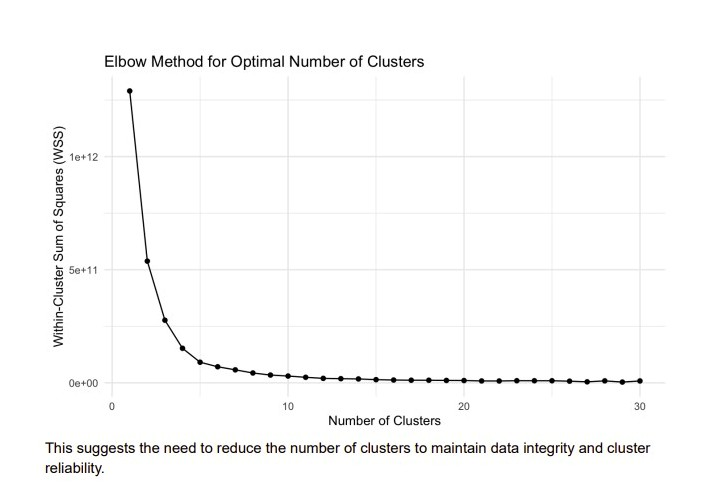 Elbow Method for Optimal Number of Clusters
Within-Cluster Sum of Squares (WSS)
1e+12
5e+11
0e+00
0 10 20 30
Number of Clusters
This suggests the need to reduce the number of clusters to maintain data integrity and cluster
reliability.